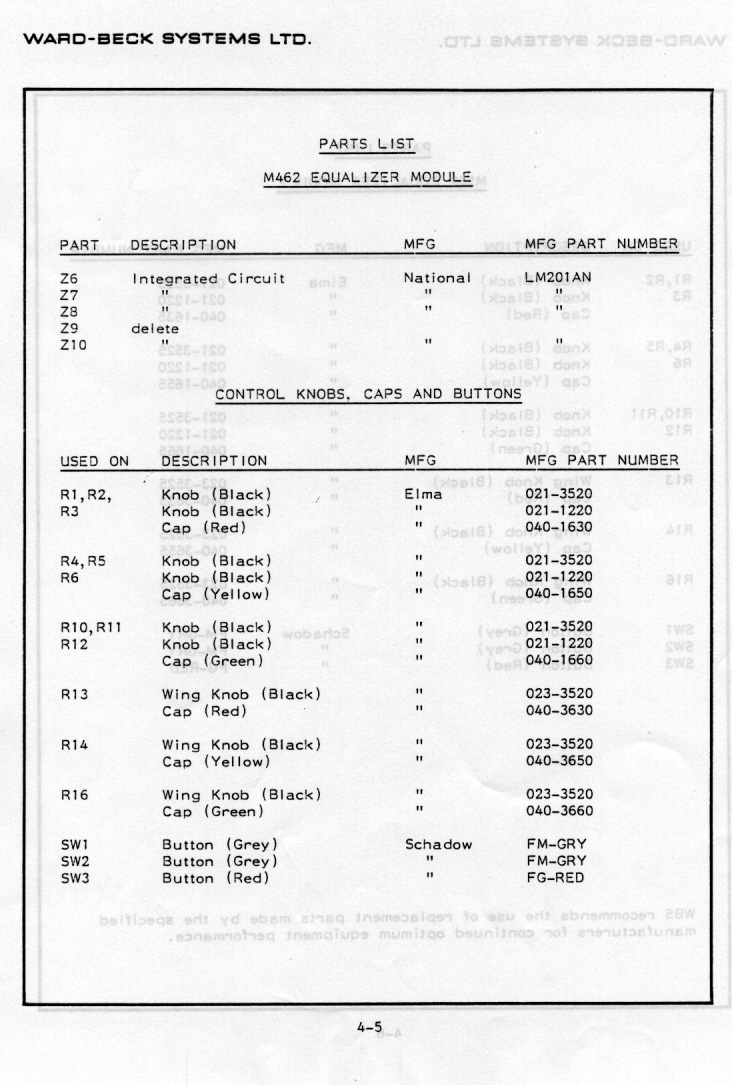 WARD-BECK SYSTEMS LTD.
PARTS LIST
M462 EQUALIZER MODULE
PART DESCRIPTION MFG MFG PART NUMBER
Z6 Integrated Circuit National LM201AN
Z7 " " "
Z8 " " "
Z9 delete
Z10 " " "
CONTROL KNOBS, CAPS AND BUTTONS
USED ON DESCRIPTION MFG MFG PART NUMBER
R1,R2, Knob (Black) Elma 021-3520
R3 Knob (Black) " 021-1220
Cap (Red) " 040-1630
R4,R5 Knob (Black) " 021-3520
R6 Knob (Black) " 021-1220
Cap (Yellow) " 040-1650
R10,R11 Knob (Black) " 021-3520
R12 Knob (Black) " 021-1220
Cap (Green) " 040-1660
R13 Wing Knob (Black) " 023-3520
Cap (Red) " 040-3630
R14 Wing Knob (Black) " 023-3520
Cap (Yellow) " 040-3650
R16 Wing Knob (Black) " 023-3520
Cap (Green) " 040-3660
SW1 Button (Grey) Schadow FM-GRY
SW2 Button (Grey) " FM-GRY
SW3 Button (Red) " FG-RED
4-5